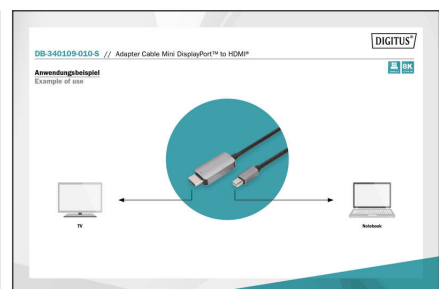 DIGITUS®
DB-340109-010-S // Adapter Cable Mini DisplayPort™ to HDMI®
8K
Anwendungsbeispiel
Example of use
TV
Notebook